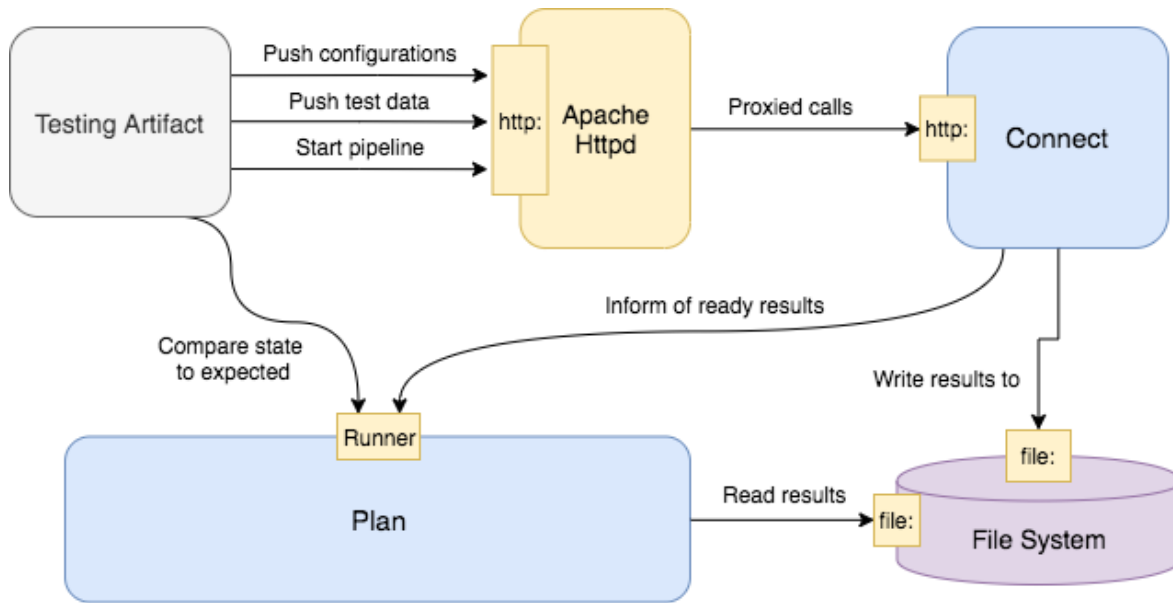 Push configurations
Push test data
Start pipeline
Testing Artifact
http:
Apache
Httpd
Proxied calls
http:
Connect
Inform of ready results
Compare state
to expected
Write results to
Runner
file:
Plan
Read results
file:
File System